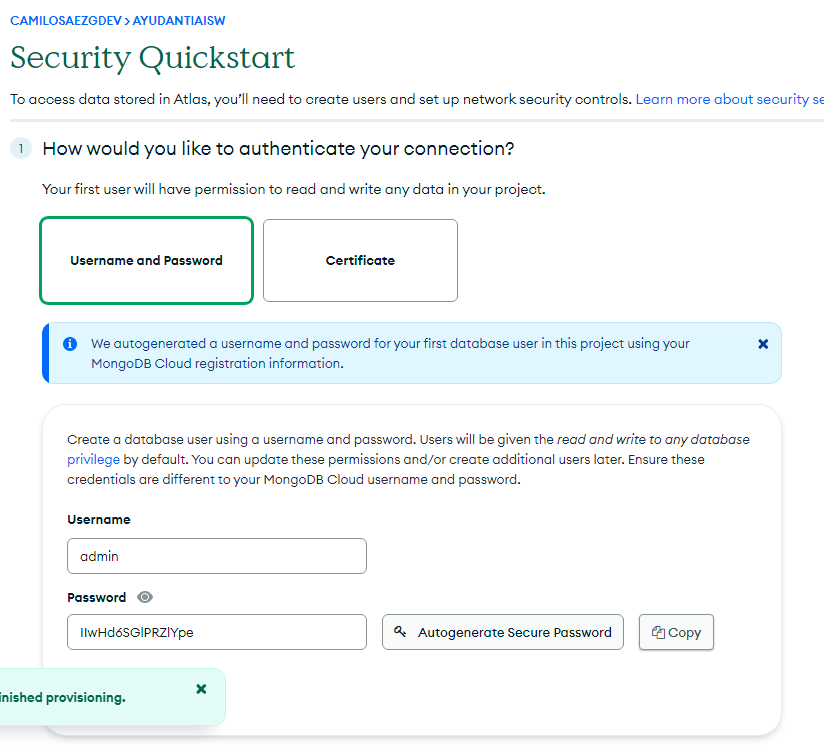 CAMILOSAEZGDEV > AYUDANTIAISW
Security Quickstart
To access data stored in Atlas, you'll need to create users and set up network security controls. Learn more about security se
1 How would you like to authenticate your connection?
Your first user will have permission to read and write any data in your project.
Username and Password
Certificate
We autogenerated a username and password for your first database user in this project using your
MongoDB Cloud registration information.
Create a database user using a username and password. Users will be given the read and write to any database
privilege by default. You can update these permissions and/or create additional users later. Ensure these
credentials are different to your MongoDB Cloud username and password.
Username
admin
Password
IIwHd6SGlPRZlYpe
Autogenerate Secure Password
Copy
inished provisioning.